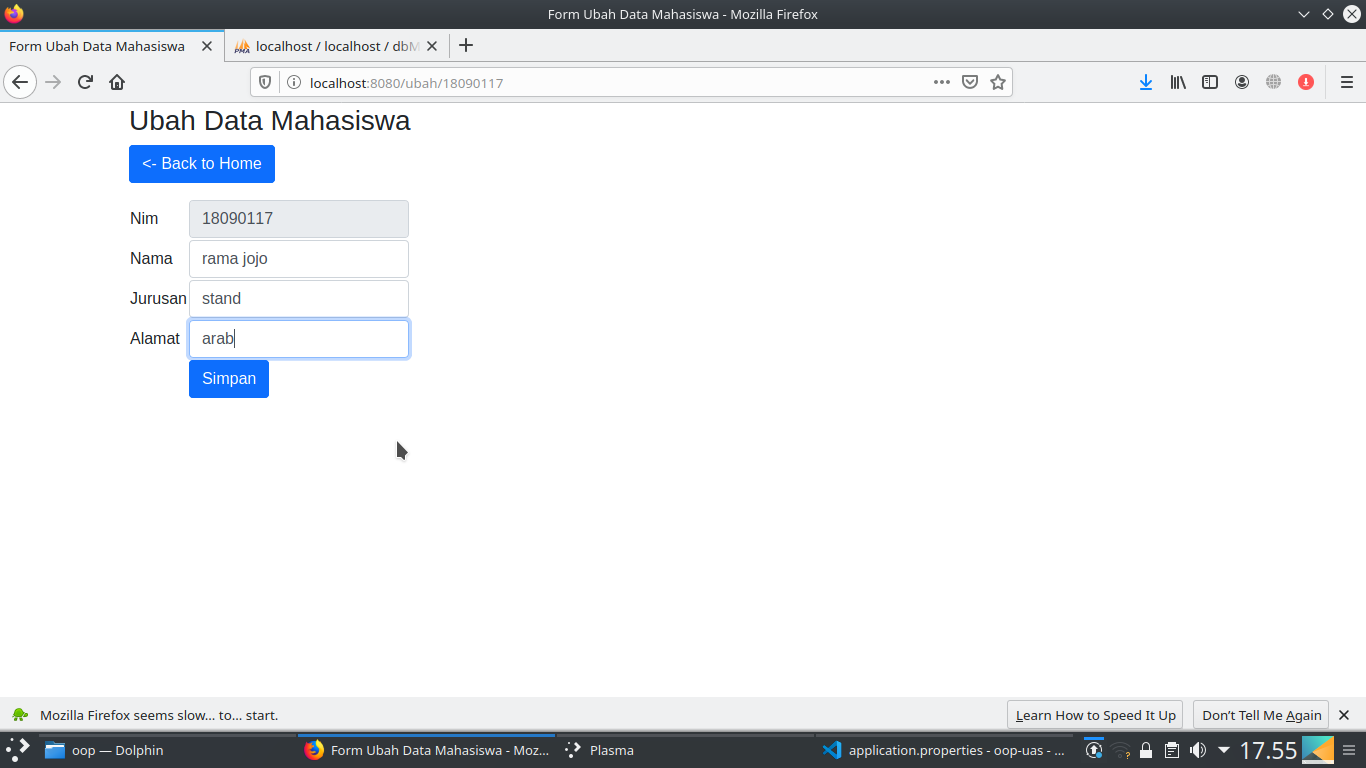 Form Ubah Data Mahasiswa - Mozilla Firefox
Form Ubah Data Mahasiswa
PMA
localhost / localhost / dbM
localhost:8080/ubah/18090117
Ubah Data Mahasiswa
<- Back to Home
Nim 18090117
Nama rama jojo
Jurusan stand
Alamat arab
Simpan
Mozilla Firefox seems slow... to... start.
Learn How to Speed It Up
Don't Tell Me Again
oop — Dolphin
Form Ubah Data Mahasiswa - Moz...
Plasma
application.properties - oop-uas - ...
17.55